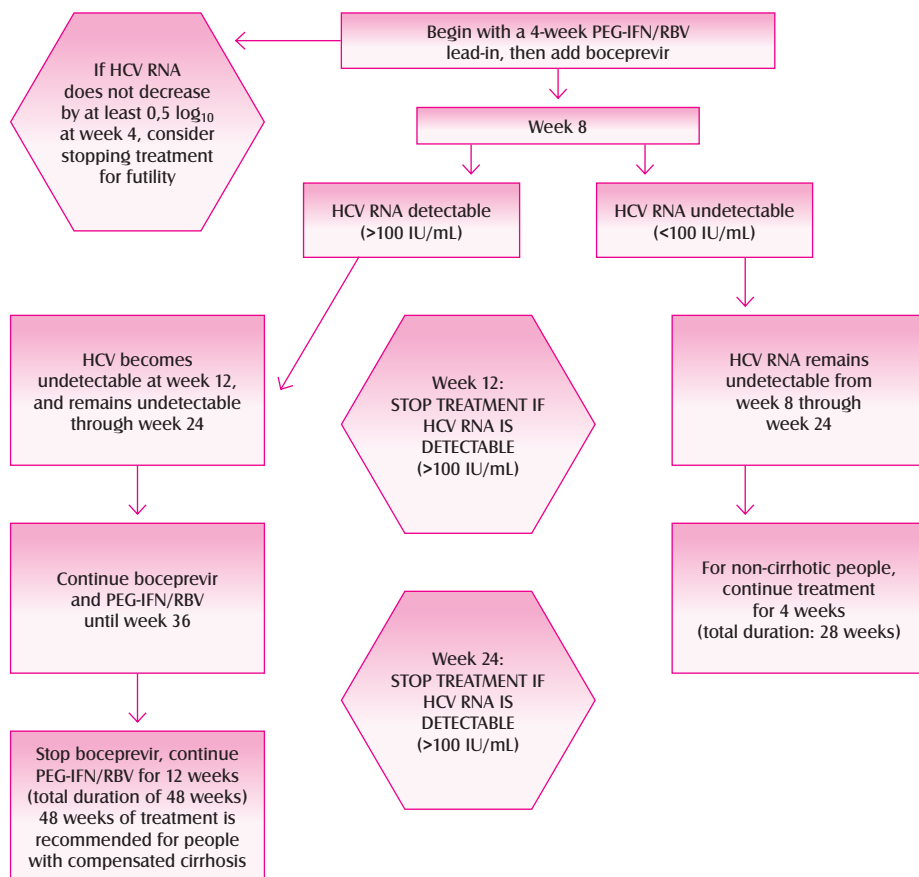 Begin with a 4-week PEG-IFN/RBV
lead-in, then add boceprevir
If HCV RNA
does not decrease
by at least 0,5 log₁₀
at week 4, consider
stopping treatment
for futility
Week 8
HCV RNA detectable
(>100 IU/mL)
HCV RNA undetectable
(<100 IU/mL)
HCV becomes
undetectable at week 12,
and remains undetectable
through week 24
Week 12:
STOP TREATMENT IF
HCV RNA IS
DETECTABLE
(>100 IU/mL)
HCV RNA remains
undetectable from
week 8 through
week 24
Continue boceprevir
and PEG-IFN/RBV
until week 36
For non-cirrhotic people,
continue treatment
for 4 weeks
(total duration: 28 weeks)
Week 24:
STOP TREATMENT IF
HCV RNA IS
DETECTABLE
(>100 IU/mL)
Stop boceprevir, continue
PEG-IFN/RBV for 12 weeks
(total duration of 48 weeks)
48 weeks of treatment is
recommended for people
with compensated cirrhosis